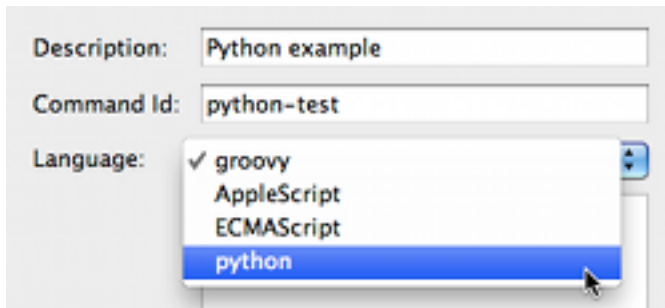 Description: Python example
Command Id: python-test
Language: ✓ groovy
AppleScript
ECMAScript
python